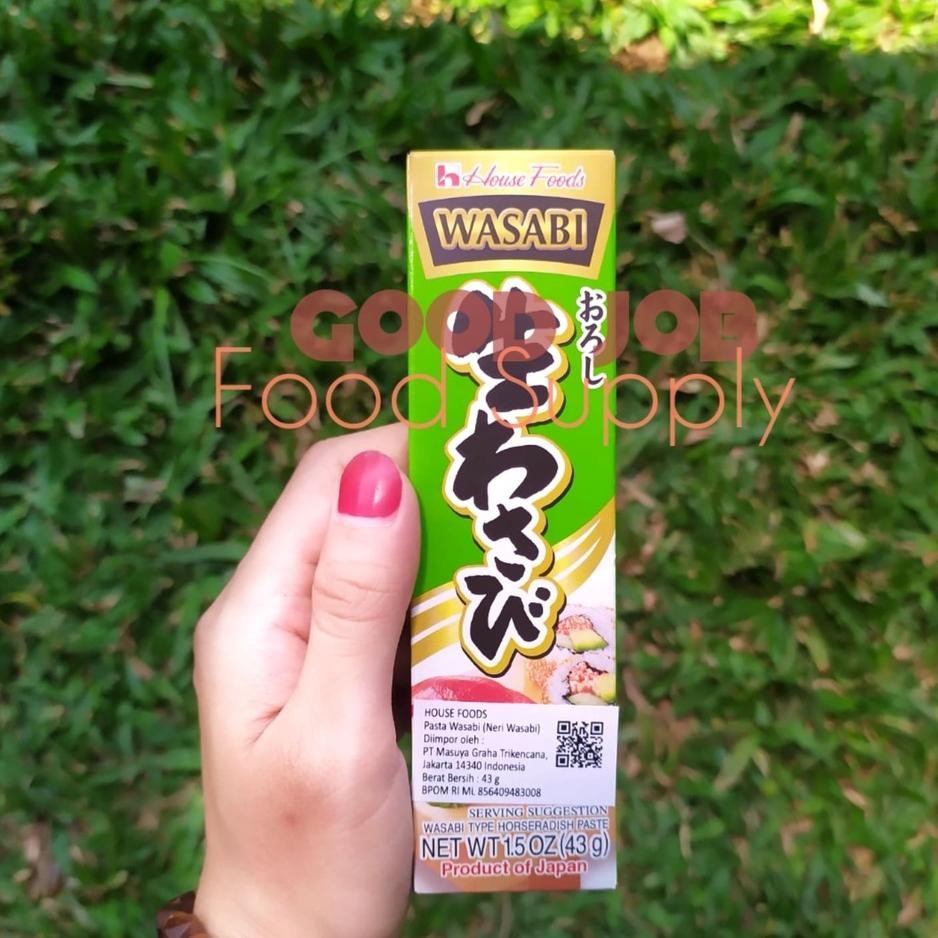 House Foods
WASABI
おろし
生わさび
GOOD JOB
Food Supply
HOUSE FOODS
Pasta Wasabi (Neri Wasabi)
Diimpor oleh :
PT Masuya Graha Trikencana,
Jakarta 14340 Indonesia
Berat Bersih : 43 g
BPOM RI ML 856409483008
SERVING SUGGESTION
WASABI TYPE HORSERADISH PASTE
NET WT 1.5 OZ (43 g)
Product of Japan